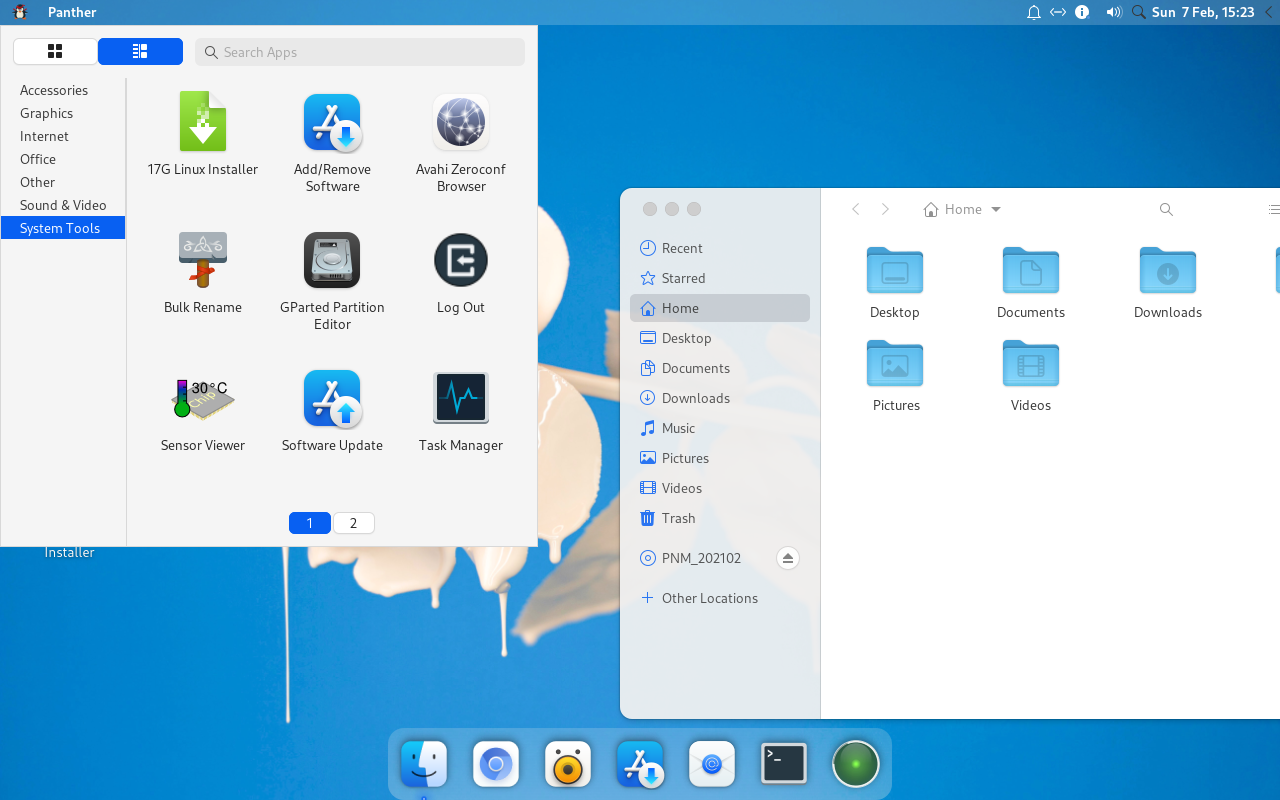 Panther
Sun 7 Feb, 15:23
Search Apps
Accessories
Graphics
Internet
Office
Other
Sound & Video
System Tools
17G Linux Installer
Add/Remove
Software
Avahi Zeroconf
Browser
Bulk Rename
GParted Partition
Editor
Log Out
30°C
Chip
Sensor Viewer
Software Update
Task Manager
1
2
Installer
Home
Recent
Starred
Home
Desktop
Documents
Downloads
Music
Pictures
Videos
Trash
PNM_202102
Other Locations
Desktop
Documents
Downloads
Pictures
Videos
>_